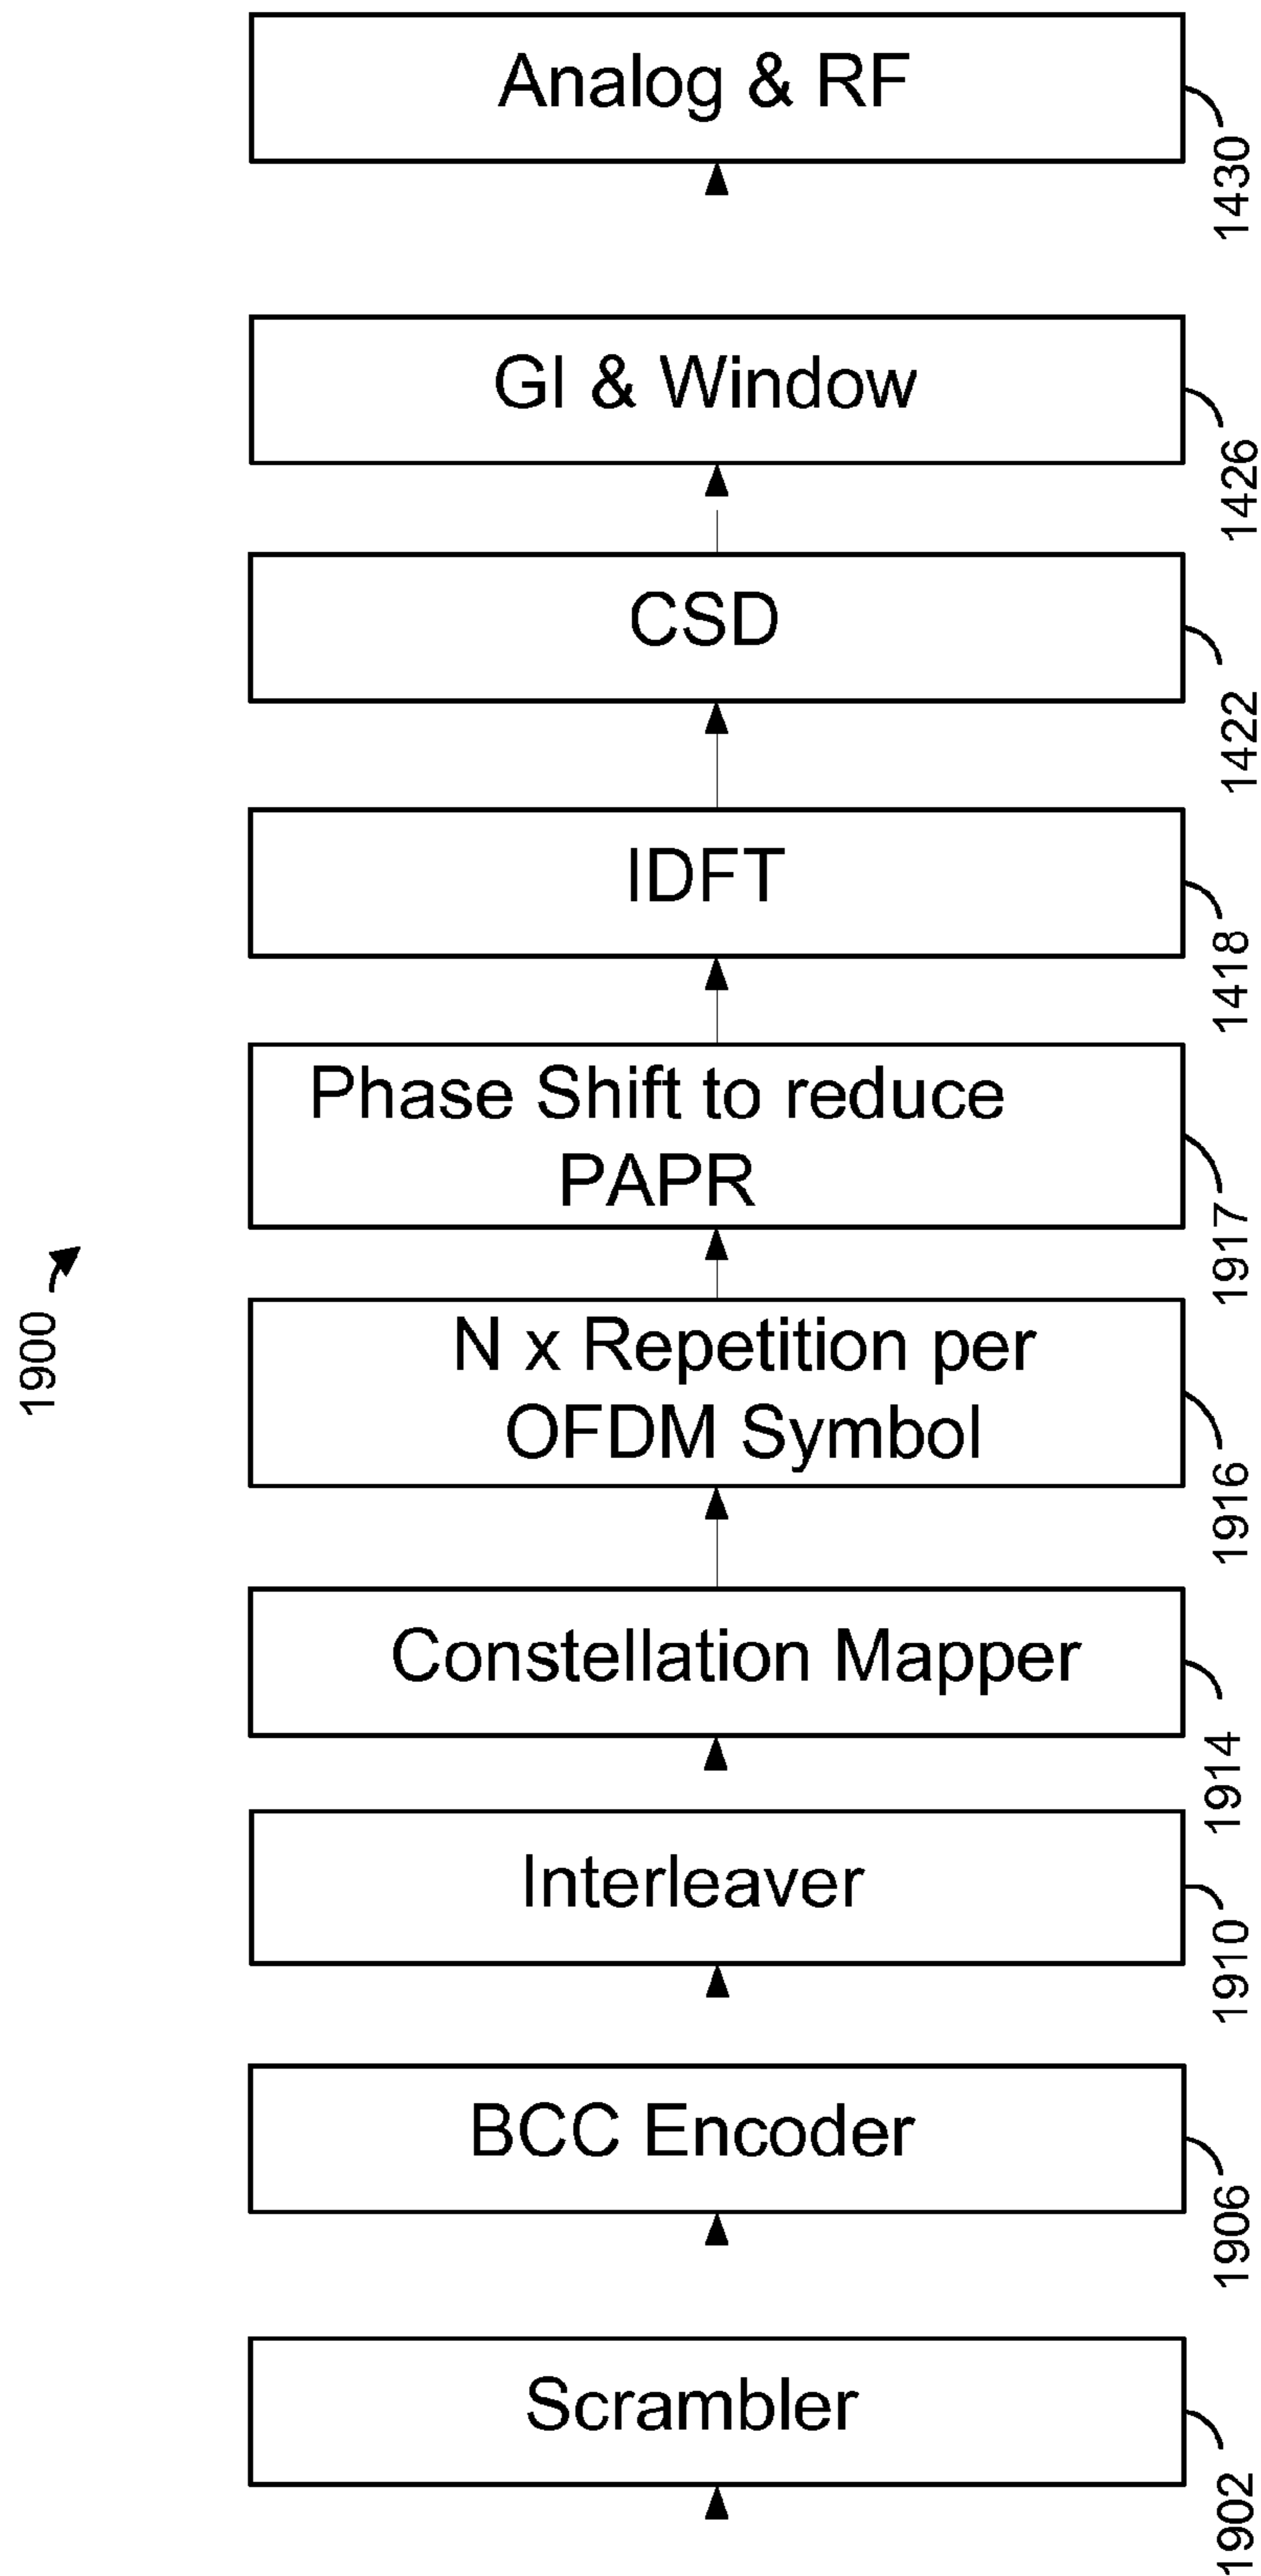 Analog & RF
1430
GI & Window
1426
CSD
1422
IDFT
1418
Phase Shift to reduce
PAPR
1917
1900
N x Repetition per
OFDM Symbol
1916
Constellation Mapper
1914
Interleaver
1910
BCC Encoder
1906
Scrambler
1902